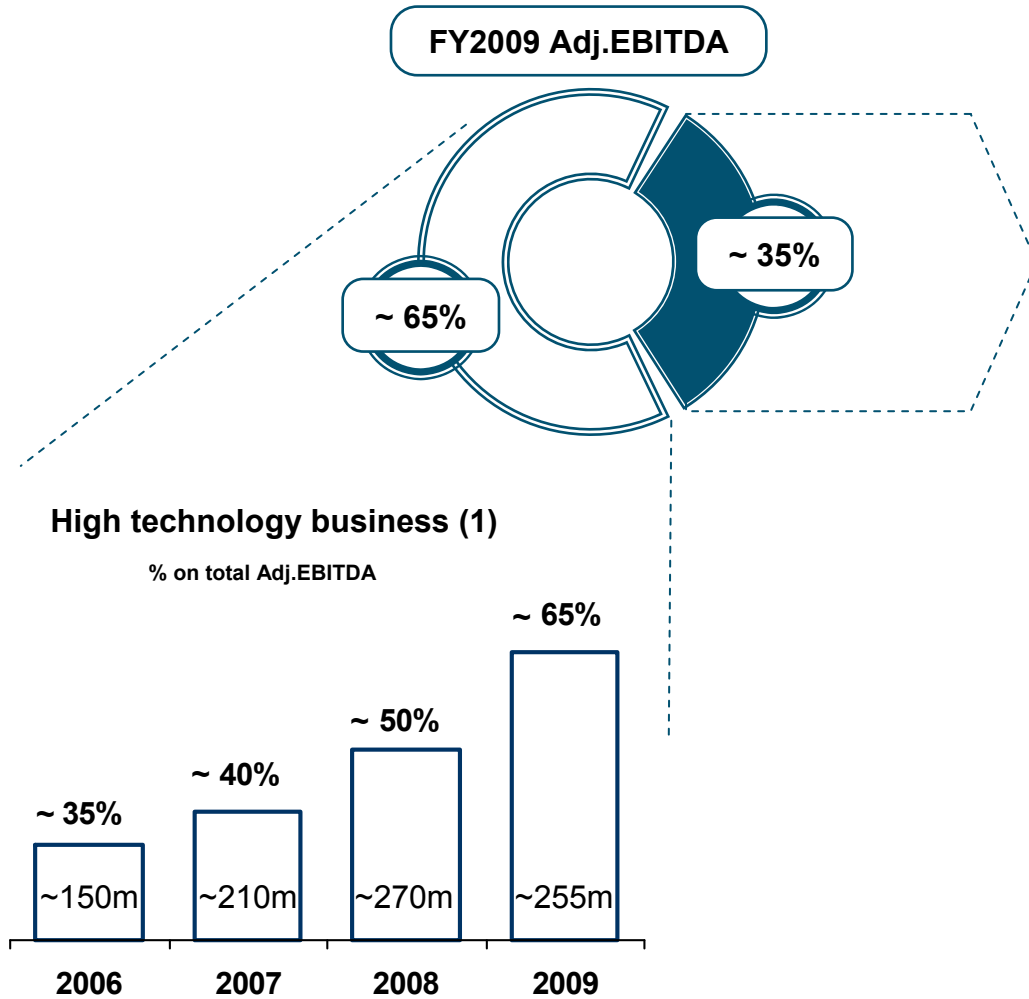 FY2009 Adj.EBITDA
~ 35%
~ 65%
High technology business (1)
% on total Adj.EBITDA
~ 65%
~ 50%
~ 40%
~ 35%
~150m ~210m ~270m ~255m
2006 2007 2008 2009